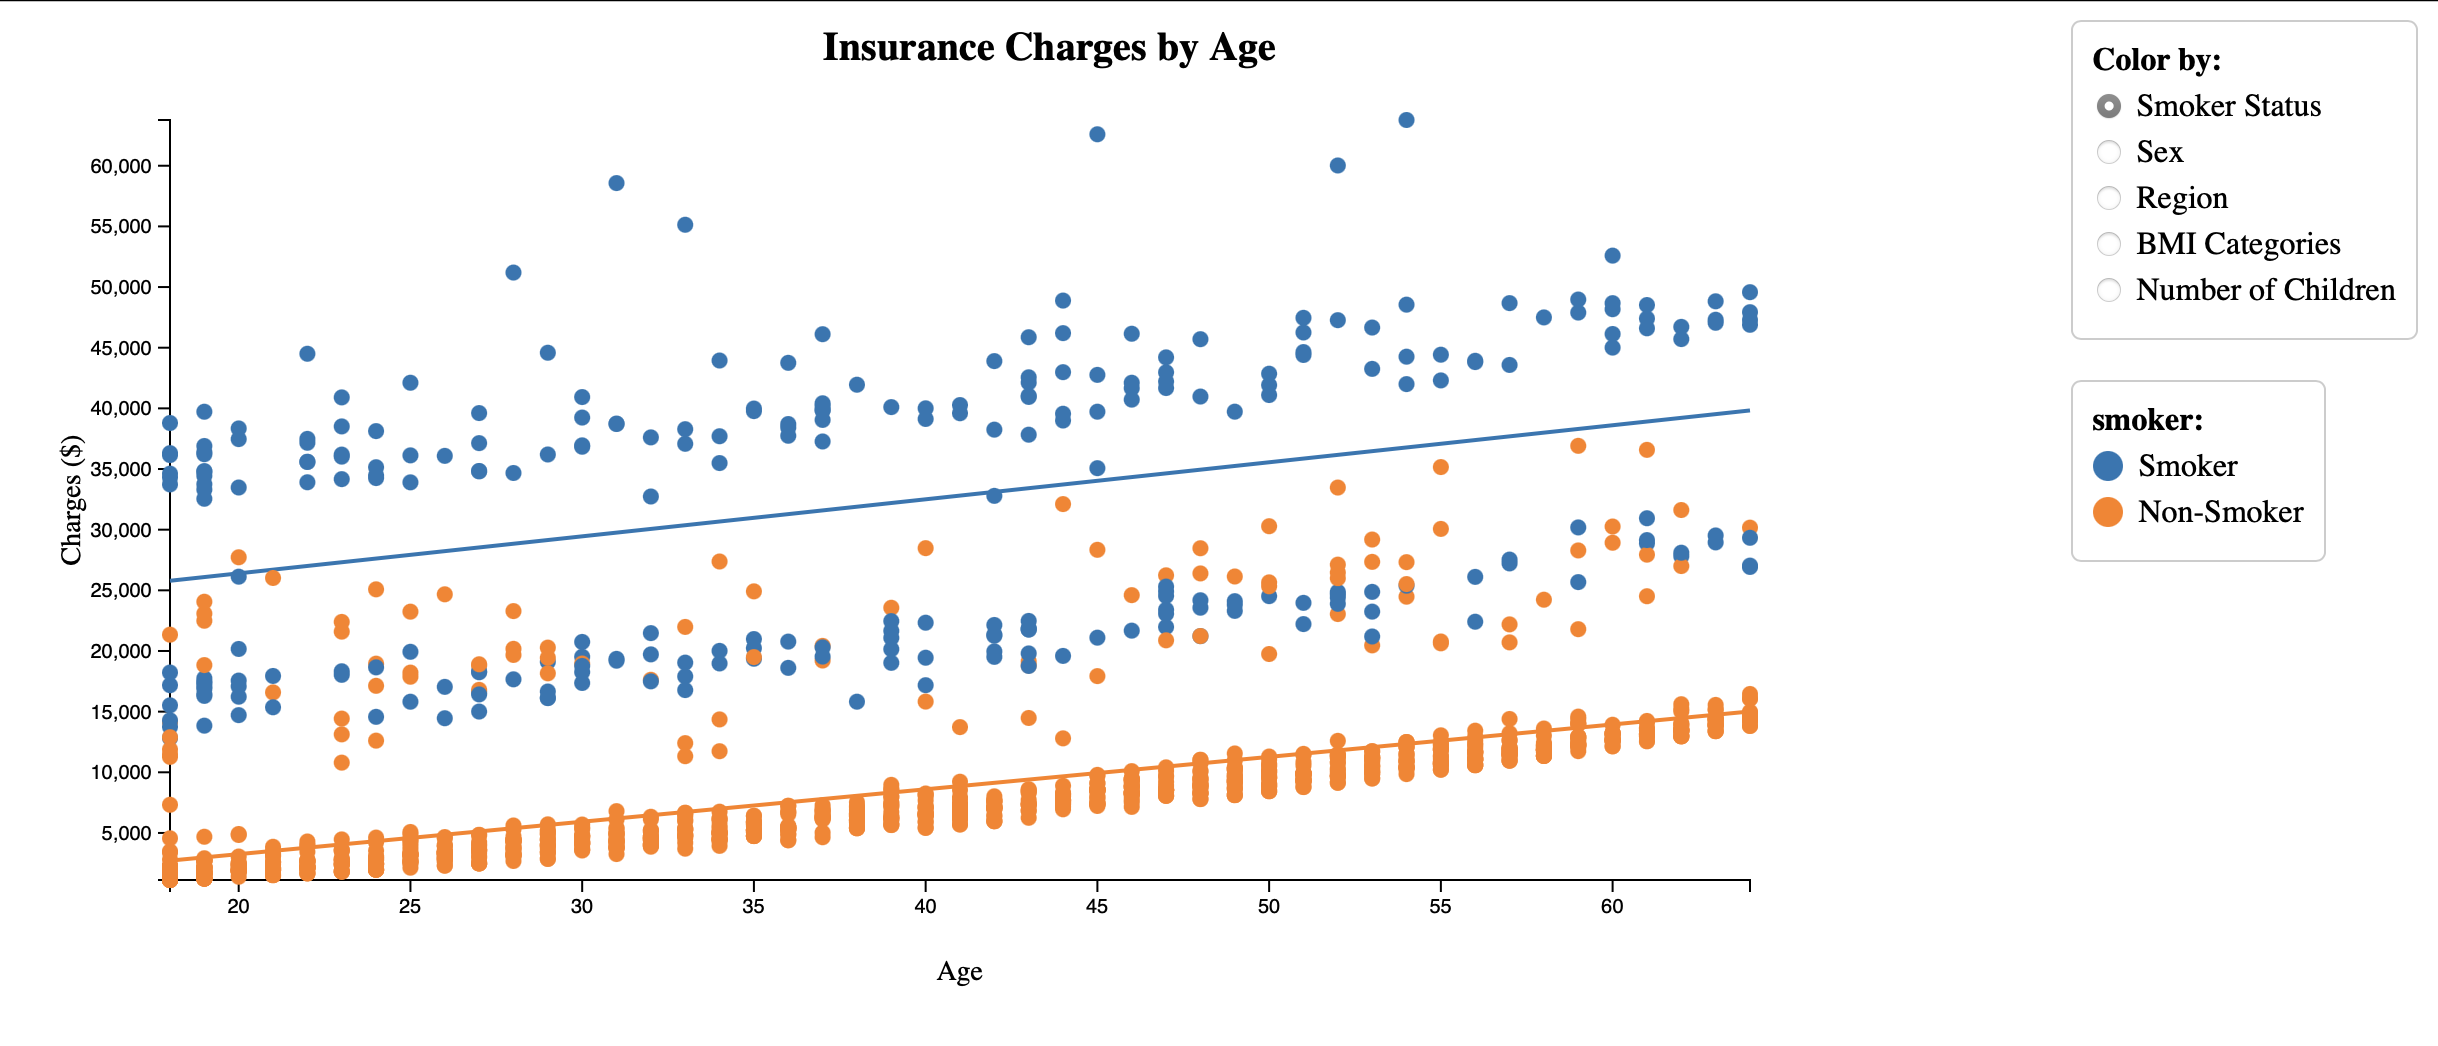 Insurance Charges by Age
Color by:
Smoker Status
Sex
Region
BMI Categories
Number of Children
smoker:
Smoker
Non-Smoker
Charges ($)
60,000
55,000
50,000
45,000
40,000
35,000
30,000
25,000
20,000
15,000
10,000
5,000
20 25 30 35 40 45 50 55 60
Age